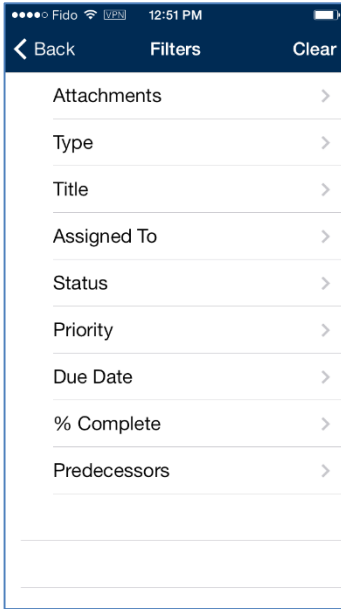 Fido VPN 12:51 PM
Back Filters Clear
Attachments
Type
Title
Assigned To
Status
Priority
Due Date
% Complete
Predecessors